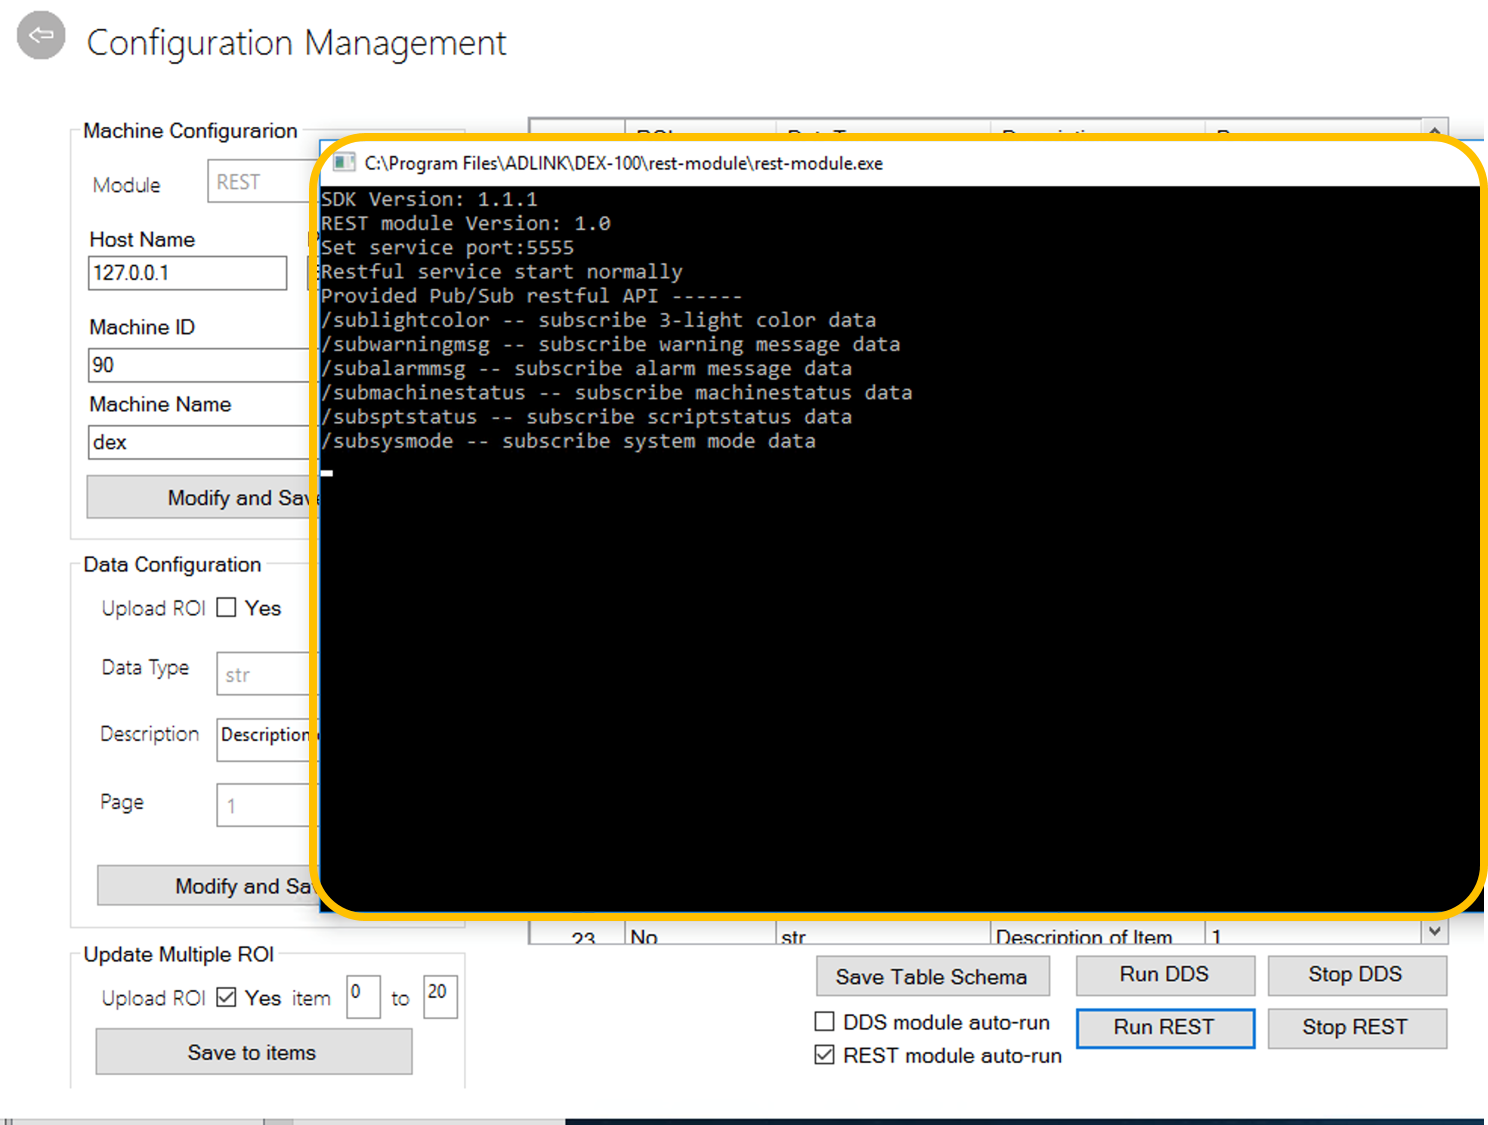 Configuration Management
Machine Configurarion
Module
REST
Host Name
127.0.0.1
Machine ID
90
Machine Name
dex
Modify and Save
C:\Program Files\ADLINK\DEX-100\rest-module\rest-module.exe
SDK Version: 1.1.1
REST module Version: 1.0
Set service port:5555
Restful service start normally
Provided Pub/Sub restful API ------
/sublightcolor -- subscribe 3-light color data
/subwarningmsg -- subscribe warning message data
/subalarmmsg -- subscribe alarm message data
/submachinestatus -- subscribe machinestatus data
/subsptstatus -- subscribe scriptstatus data
/subsysmode -- subscribe system mode data
Data Configuration
Upload ROI Yes
Data Type
str
Description
Description
Page
1
Modify and Sa
23 No str Description of Item 1
Update Multiple ROI
Upload ROI Yes item 0 to 20
Save to items
Save Table Schema Run DDS Stop DDS
DDS module auto-run
Run REST Stop REST
REST module auto-run